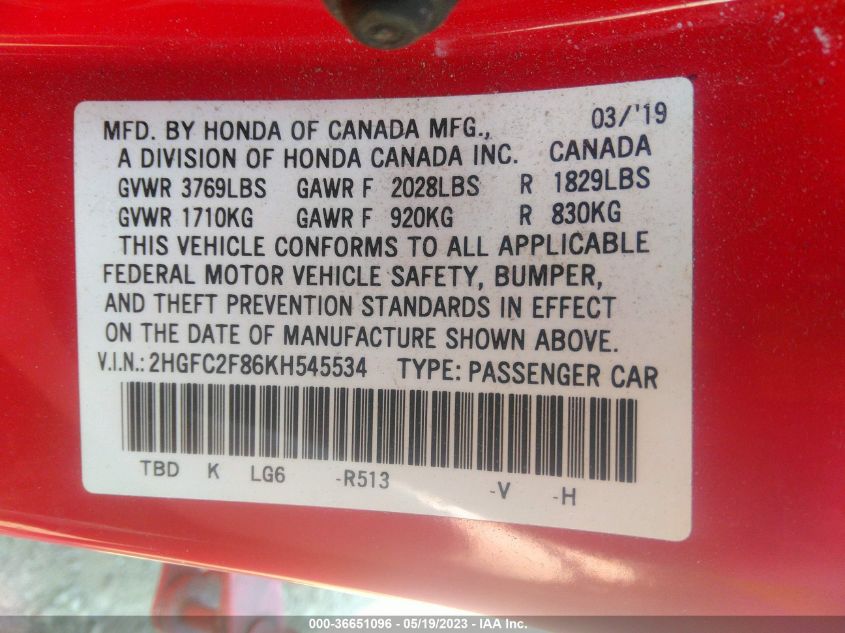 MFD. BY HONDA OF CANADA MFG., 03/'19
A DIVISION OF HONDA CANADA INC. CANADA
GVWR 3769LBS GAWR F 2028LBS R 1829LBS
GVWR 1710KG GAWR F 920KG R 830KG
THIS VEHICLE CONFORMS TO ALL APPLICABLE
FEDERAL MOTOR VEHICLE SAFETY, BUMPER,
AND THEFT PREVENTION STANDARDS IN EFFECT
ON THE DATE OF MANUFACTURE SHOWN ABOVE.
V.I.N.: 2HGFC2F86KH545534 TYPE: PASSENGER CAR
TBD K LG6 -R513 -V -H
000-36651096 - 05/19/2023 - IAA Inc.